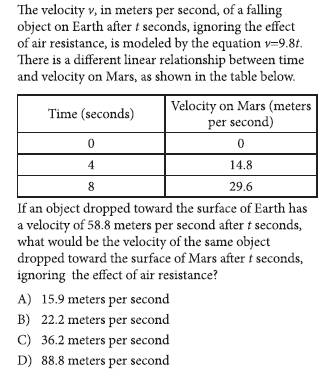 The velocity v, in meters per second, of a falling
object on Earth after t seconds, ignoring the effect
of air resistance, is modeled by the equation v=9.8t.
There is a different linear relationship between time
and velocity on Mars, as shown in the table below.
Time (seconds) Velocity on Mars (meters
per second)
0 0
4 14.8
8 29.6
If an object dropped toward the surface of Earth has
a velocity of 58.8 meters per second after t seconds,
what would be the velocity of the same object
dropped toward the surface of Mars after t seconds,
ignoring the effect of air resistance?
A) 15.9 meters per second
B) 22.2 meters per second
C) 36.2 meters per second
D) 88.8 meters per second